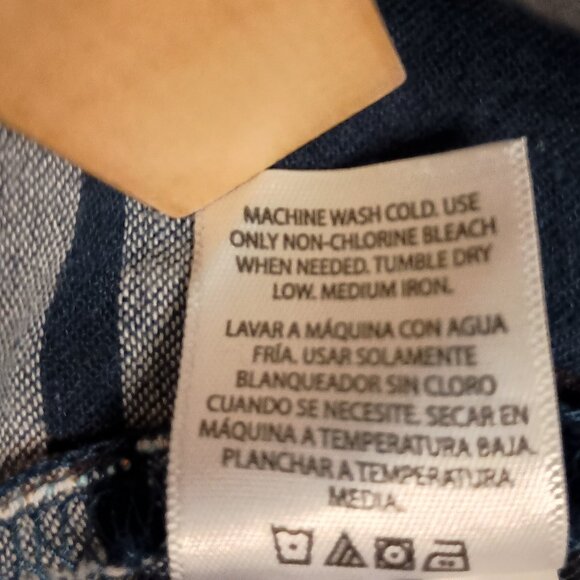 MACHINE WASH COLD. USE
ONLY NON-CHLORINE BLEACH
WHEN NEEDED. TUMBLE DRY
LOW. MEDIUM IRON.
LAVAR A MÁQUINA CON AGUA
FRÍA. USAR SOLAMENTE
BLANQUEADOR SIN CLORO
CUANDO SE NECESITE. SECAR EN
MÁQUINA A TEMPERATURA BAJA.
PLANCHAR A TEMPERATURA
MEDIA.